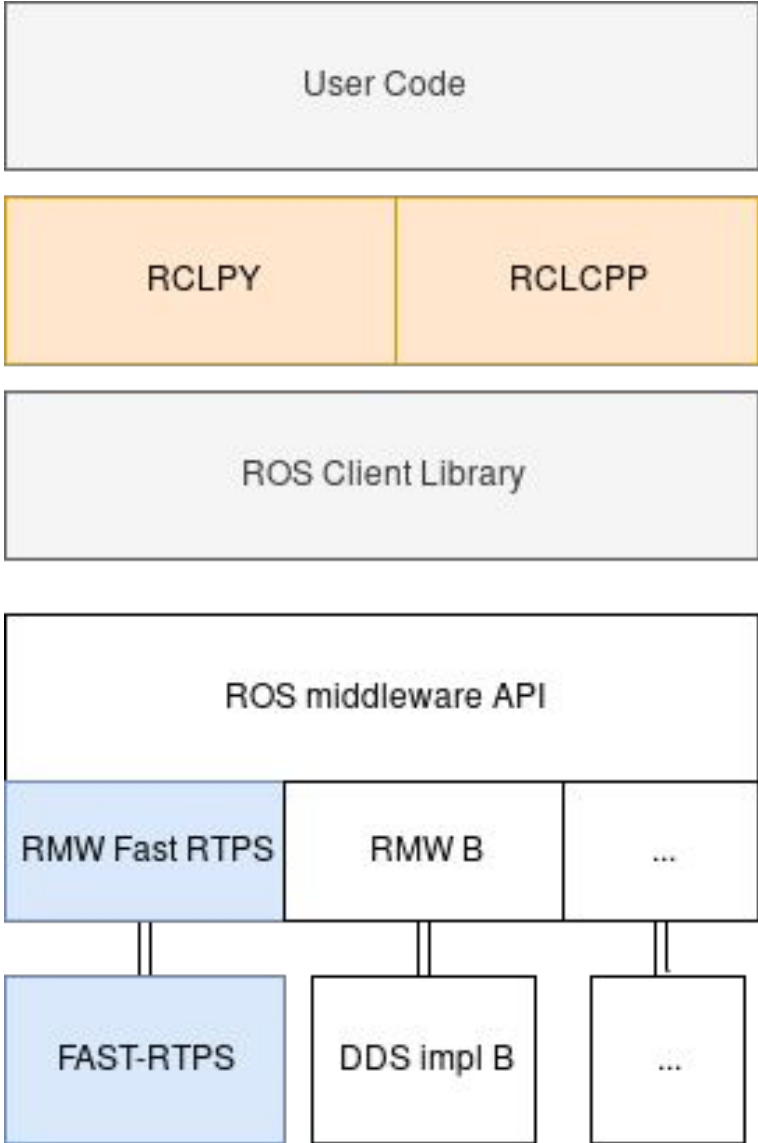 User Code
RCLPY
RCLCPP
ROS Client Library
ROS middleware API
RMW Fast RTPS
RMW B
...
FAST-RTPS
DDS impl B
...